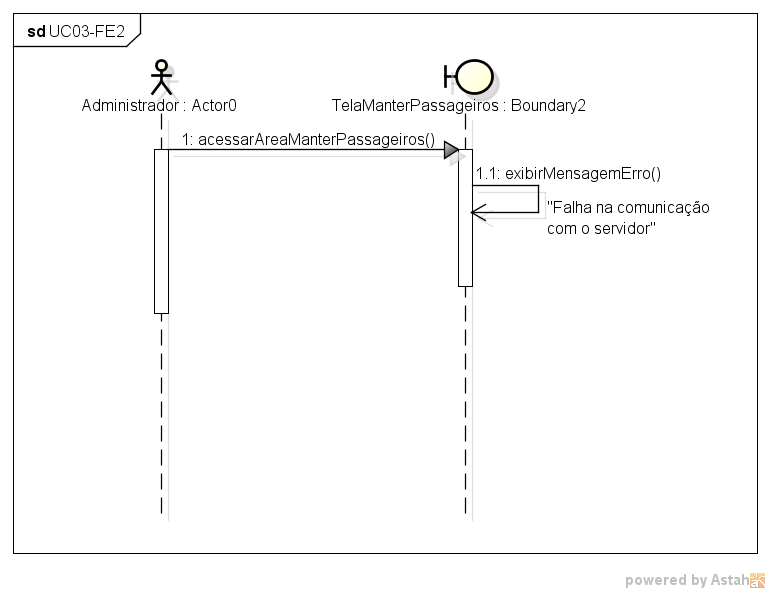 sd UC03-FE2
Administrador : Actor0
TelaManterPassageiros : Boundary2
1: acessarAreaManterPassageiros()
1.1: exibirMensagemErro()
"Falha na comunicação
com o servidor"
powered by Astah